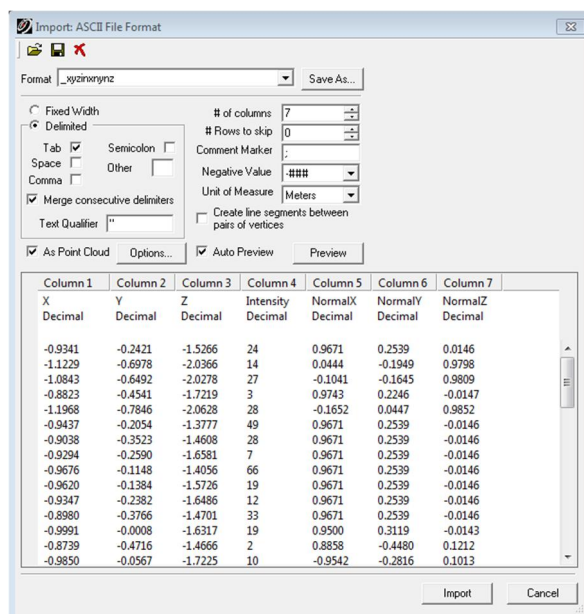 Import: ASCII File Format
Format _xyzinxnynz Save As...
Fixed Width
Delimited
Tab Semicolon
Space Other
Comma
Merge consecutive delimiters
Text Qualifier "
# of columns 7
# Rows to skip 0
Comment Marker ;
Negative Value -###
Unit of Measure Meters
Create line segments between
pairs of vertices
As Point Cloud Options... Auto Preview Preview
Column 1 Column 2 Column 3 Column 4 Column 5 Column 6 Column 7
X Y Z Intensity NormalX NormalY NormalZ
Decimal Decimal Decimal Decimal Decimal Decimal Decimal
-0.9341 -0.2421 -1.5266 24 0.9671 0.2539 0.0146
-1.1229 -0.6978 -2.0366 14 0.0444 -0.1949 0.9798
-1.0843 -0.6492 -2.0278 27 -0.1041 -0.1645 0.9809
-0.8823 -0.4541 -1.7219 3 0.9743 0.2246 -0.0147
-1.1968 -0.7846 -2.0628 28 -0.1652 0.0447 0.9852
-0.9437 -0.2054 -1.3777 49 0.9671 0.2539 -0.0146
-0.9038 -0.3523 -1.4608 28 0.9671 0.2539 -0.0146
-0.9294 -0.2590 -1.6581 7 0.9671 0.2539 -0.0146
-0.9676 -0.1148 -1.4056 66 0.9671 0.2539 -0.0146
-0.9620 -0.1384 -1.5726 19 0.9671 0.2539 -0.0146
-0.9347 -0.2382 -1.6486 12 0.9671 0.2539 -0.0146
-0.8980 -0.3766 -1.4701 33 0.9671 0.2539 -0.0146
-0.9991 -0.0008 -1.6317 19 0.9500 0.3119 -0.0143
-0.8739 -0.4716 -1.4666 2 0.8858 -0.4480 0.1212
-0.9850 -0.0567 -1.7225 10 -0.9542 -0.2816 0.1013
Import Cancel